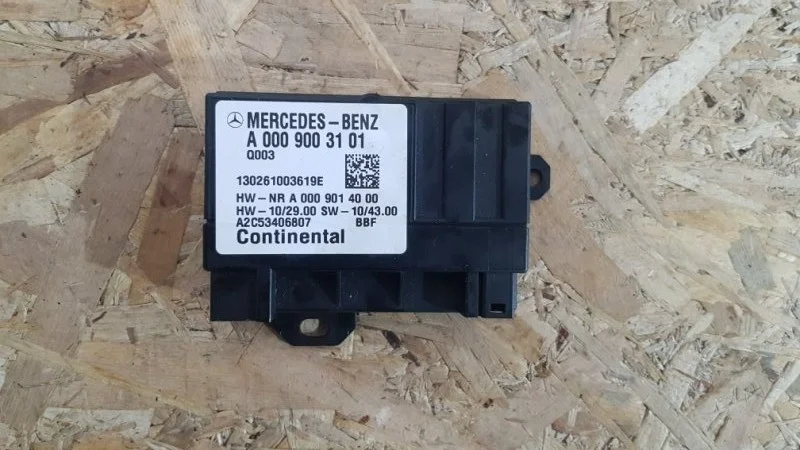 MERCEDES-BENZ
A 000 900 31 01
Q003
130261003619E
HW-NR A 000 901 40 00
HW-10/29.00 SW-10/43.00
A2C53406807 BBF
Continental